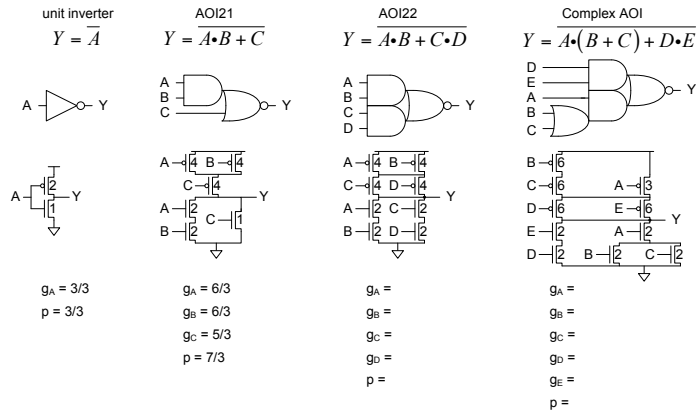 unit inverter
Y = A
AOI21
Y = A•B + C
AOI22
Y = A•B + C•D
Complex AOI
Y = A•(B + C) + D•E
A
Y
A
B
C
Y
A
B
C
D
Y
D
E
A
B
C
Y
A
2
1
Y
A 4 B 4
C 4
Y
A 2
C 1
B 2
A 4 B 4
C 4 D 4
Y
A 2 C 2
B 2 D 2
B 6
C 6 A 3
D 6 E 6
Y
E 2 A 2
D 2 B 2 C 2
gA = 3/3
p = 3/3
gA = 6/3
gB = 6/3
gC = 5/3
p = 7/3
gA =
gB =
gC =
gD =
p =
gA =
gB =
gC =
gD =
gE =
p =